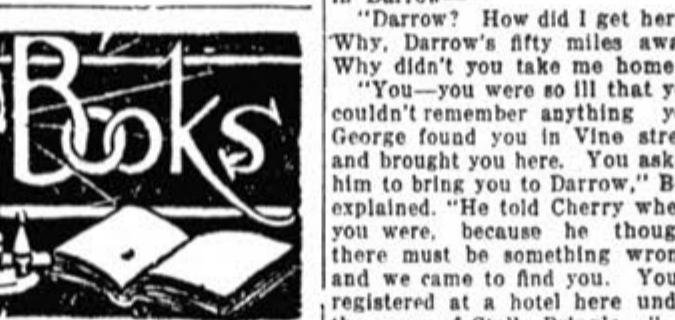 Books
"Darrow? How did I get her
Why, Darrow's fifty miles awa
Why didn't you take me home
"You—you were so ill that y
couldn't remember anything y
George found you in Vine stre
and brought you here. You ask
him to bring you to Darrow," B
explained. "He told Cherry whe
you were, because he thoug
there must be something wron
and we came to find you. You
registered at a hotel here und